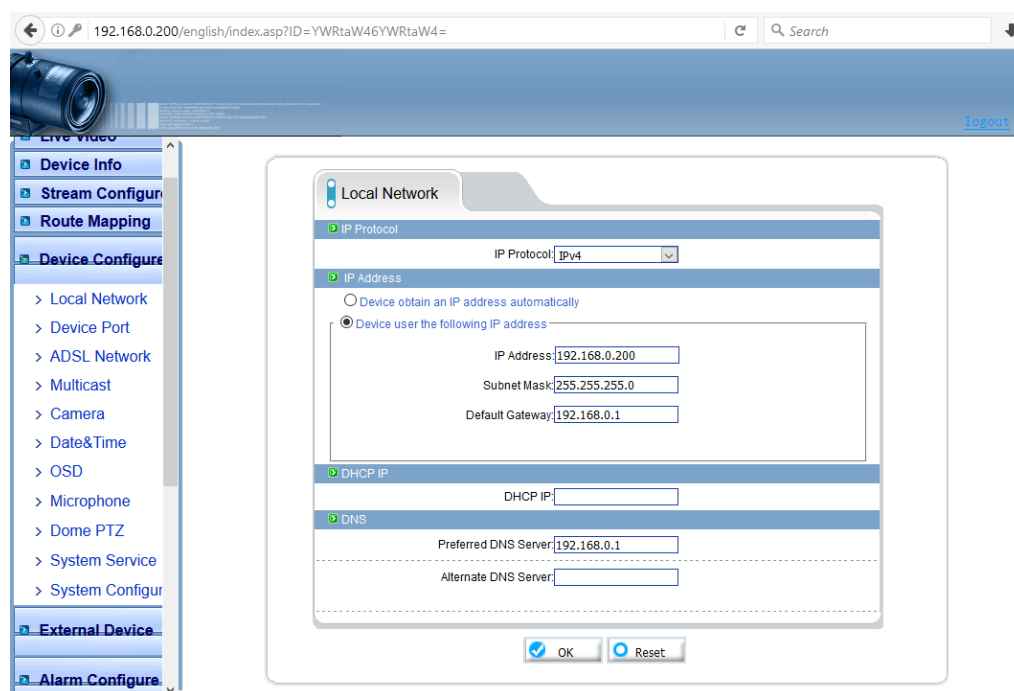 192.168.0.200/english/index.asp?ID=YWRtaW46YWRtaW4=
Search
logout
Live Video
Device Info
Stream Configure
Route Mapping
Device Configure
> Local Network
> Device Port
> ADSL Network
> Multicast
> Camera
> Date&Time
> OSD
> Microphone
> Dome PTZ
> System Service
> System Configur
External Device
Alarm Configure
Local Network
IP Protocol
IP Protocol: IPv4
IP Address
Device obtain an IP address automatically
Device user the following IP address
IP Address: 192.168.0.200
Subnet Mask: 255.255.255.0
Default Gateway: 192.168.0.1
DHCP IP
DHCP IP:
DNS
Preferred DNS Server: 192.168.0.1
Alternate DNS Server:
OK
Reset